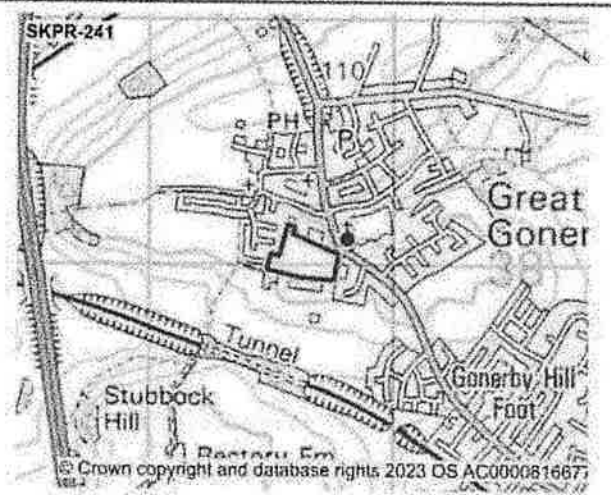 SKPR-241
110
PH
P
Great
Goner
38
Tunnel
Gonerby Hill
Foot
Stubbock
Hill
© Crown copyright and database rights 2023 OS AC0000816677